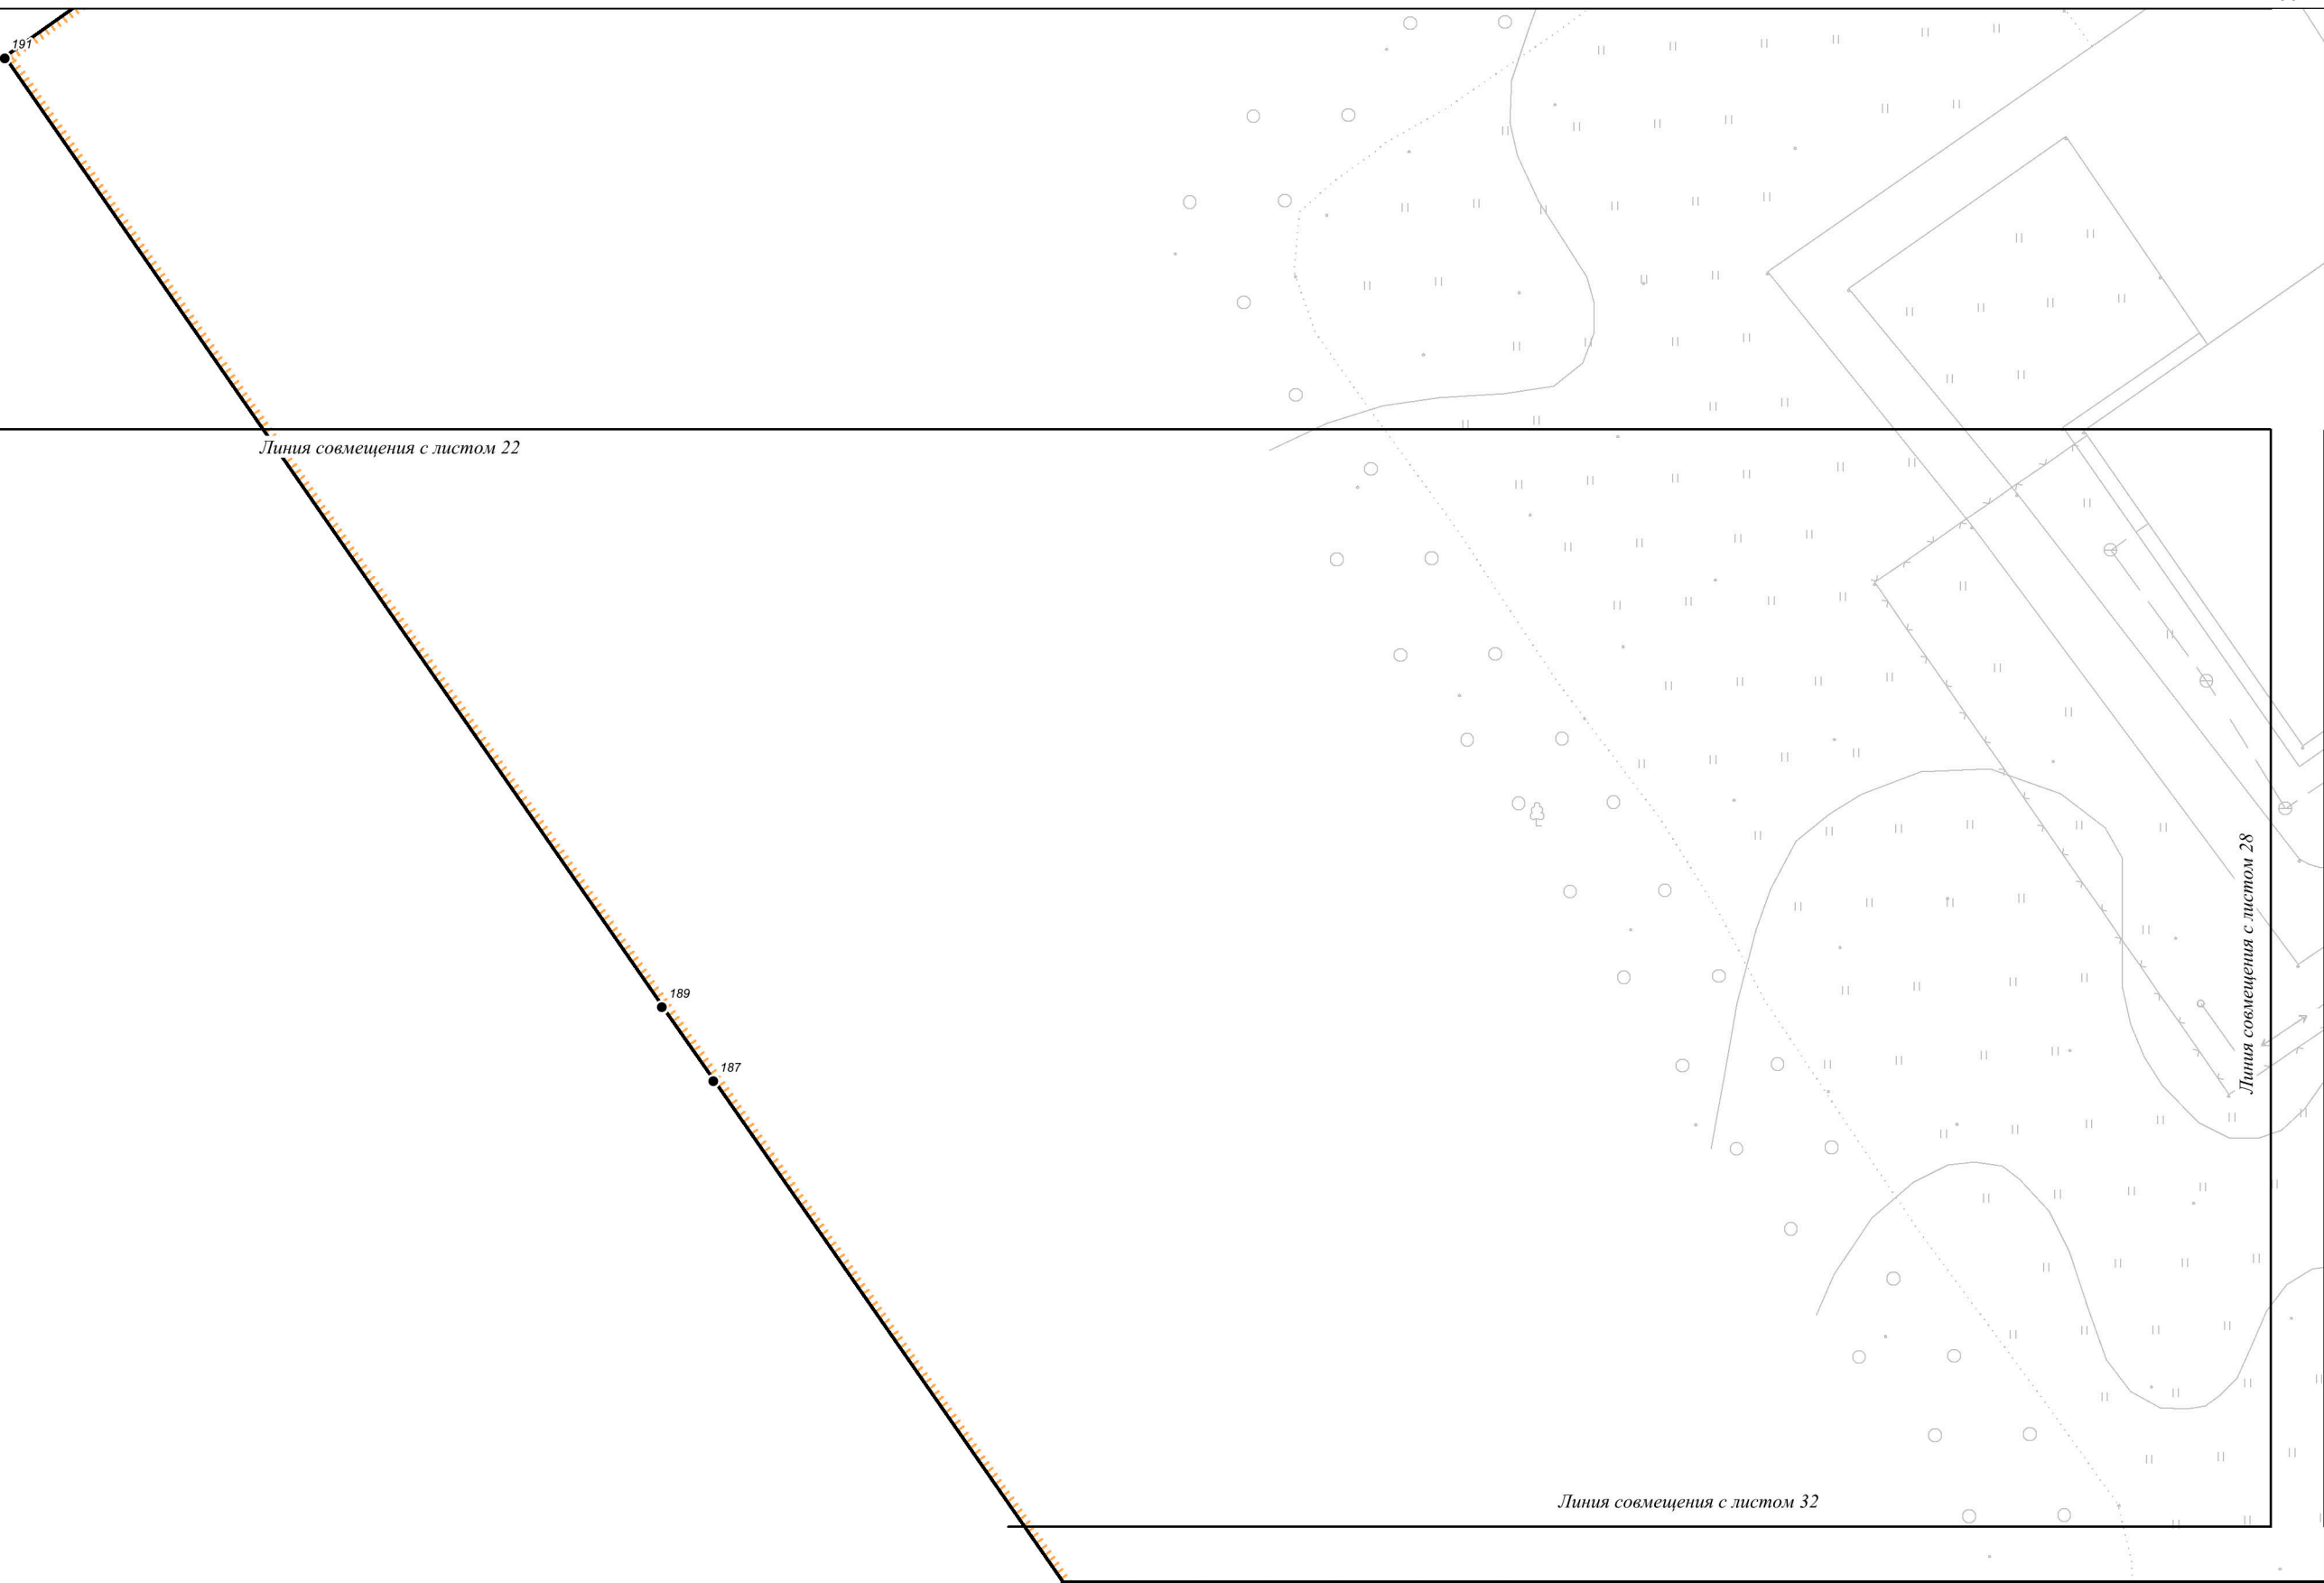 191
Линия совмещения с листом 22
Линия совмещения с листом 28
189
187
Линия совмещения с листом 32